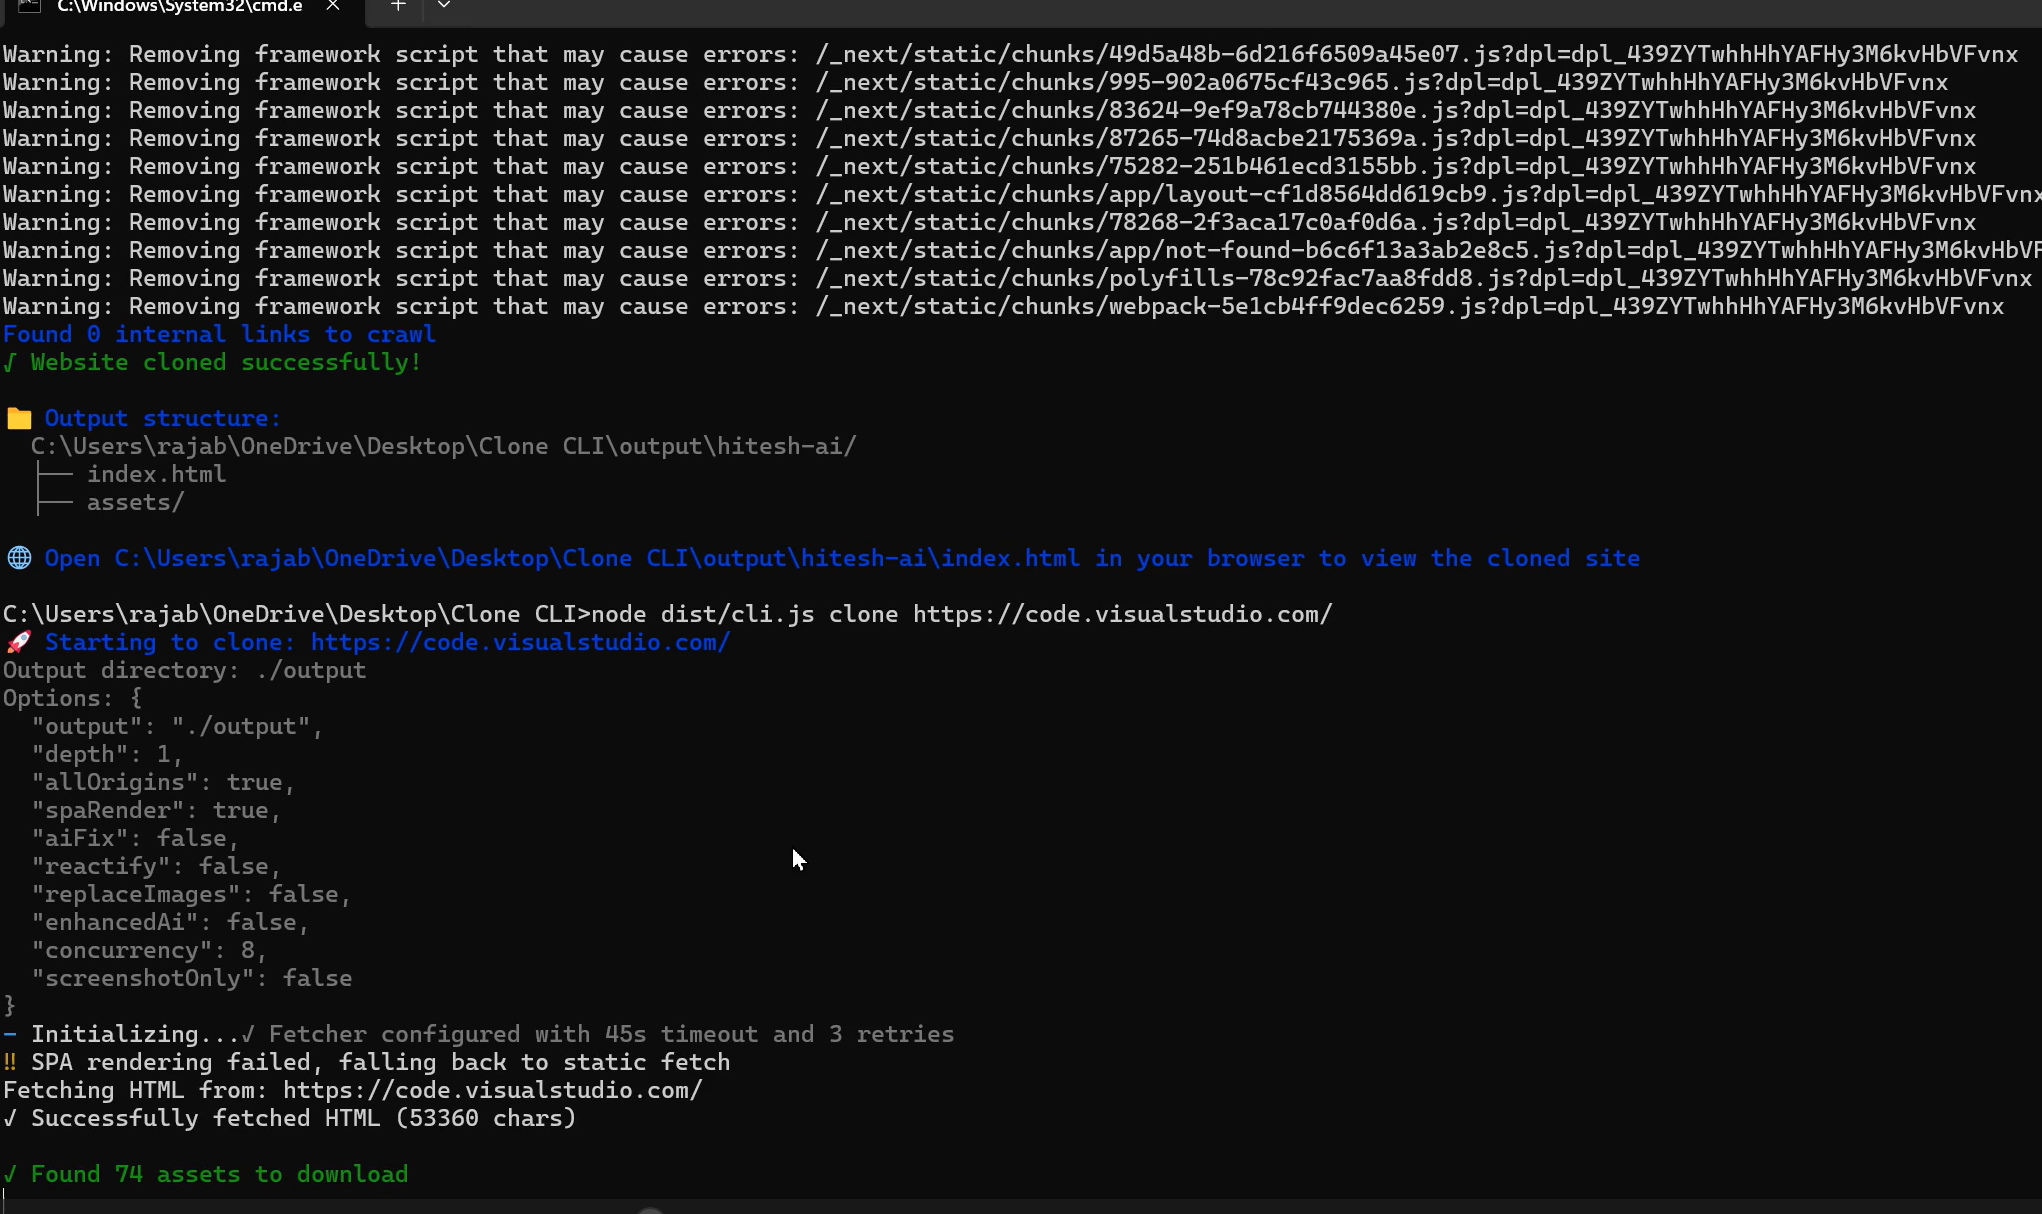 C:\Windows\System32\cmd.e
Warning: Removing framework script that may cause errors: /_next/static/chunks/49d5a48b-6d216f6509a45e07.js?dpl=dpl_439ZYTwhhHhYAFHy3M6kvHbVFvnx
Warning: Removing framework script that may cause errors: /_next/static/chunks/995-902a0675cf43c965.js?dpl=dpl_439ZYTwhhHhYAFHy3M6kvHbVFvnx
Warning: Removing framework script that may cause errors: /_next/static/chunks/83624-9ef9a78cb744380e.js?dpl=dpl_439ZYTwhhHhYAFHy3M6kvHbVFvnx
Warning: Removing framework script that may cause errors: /_next/static/chunks/87265-74d8acbe2175369a.js?dpl=dpl_439ZYTwhhHhYAFHy3M6kvHbVFvnx
Warning: Removing framework script that may cause errors: /_next/static/chunks/75282-251b461ecd3155bb.js?dpl=dpl_439ZYTwhhHhYAFHy3M6kvHbVFvnx
Warning: Removing framework script that may cause errors: /_next/static/chunks/app/layout-cf1d8564dd619cb9.js?dpl=dpl_439ZYTwhhHhYAFHy3M6kvHbVFvnx
Warning: Removing framework script that may cause errors: /_next/static/chunks/78268-2f3aca17c0af0d6a.js?dpl=dpl_439ZYTwhhHhYAFHy3M6kvHbVFvnx
Warning: Removing framework script that may cause errors: /_next/static/chunks/app/not-found-b6c6f13a3ab2e8c5.js?dpl=dpl_439ZYTwhhHhYAFHy3M6kvHbVF
Warning: Removing framework script that may cause errors: /_next/static/chunks/polyfills-78c92fac7aa8fdd8.js?dpl=dpl_439ZYTwhhHhYAFHy3M6kvHbVFvnx
Warning: Removing framework script that may cause errors: /_next/static/chunks/webpack-5e1cb4ff9dec6259.js?dpl=dpl_439ZYTwhhHhYAFHy3M6kvHbVFvnx
Found 0 internal links to crawl
√ Website cloned successfully!
📁 Output structure:
C:\Users\rajab\OneDrive\Desktop\Clone CLI\output\hitesh-ai/
├── index.html
├── assets/
🌐 Open C:\Users\rajab\OneDrive\Desktop\Clone CLI\output\hitesh-ai\index.html in your browser to view the cloned site
C:\Users\rajab\OneDrive\Desktop\Clone CLI>node dist/cli.js clone https://code.visualstudio.com/
🚀 Starting to clone: https://code.visualstudio.com/
Output directory: ./output
Options: {
"output": "./output",
"depth": 1,
"allOrigins": true,
"spaRender": true,
"aiFix": false,
"reactify": false,
"replaceImages": false,
"enhancedAi": false,
"concurrency": 8,
"screenshotOnly": false
}
- Initializing...√ Fetcher configured with 45s timeout and 3 retries
‼ SPA rendering failed, falling back to static fetch
Fetching HTML from: https://code.visualstudio.com/
√ Successfully fetched HTML (53360 chars)
√ Found 74 assets to download